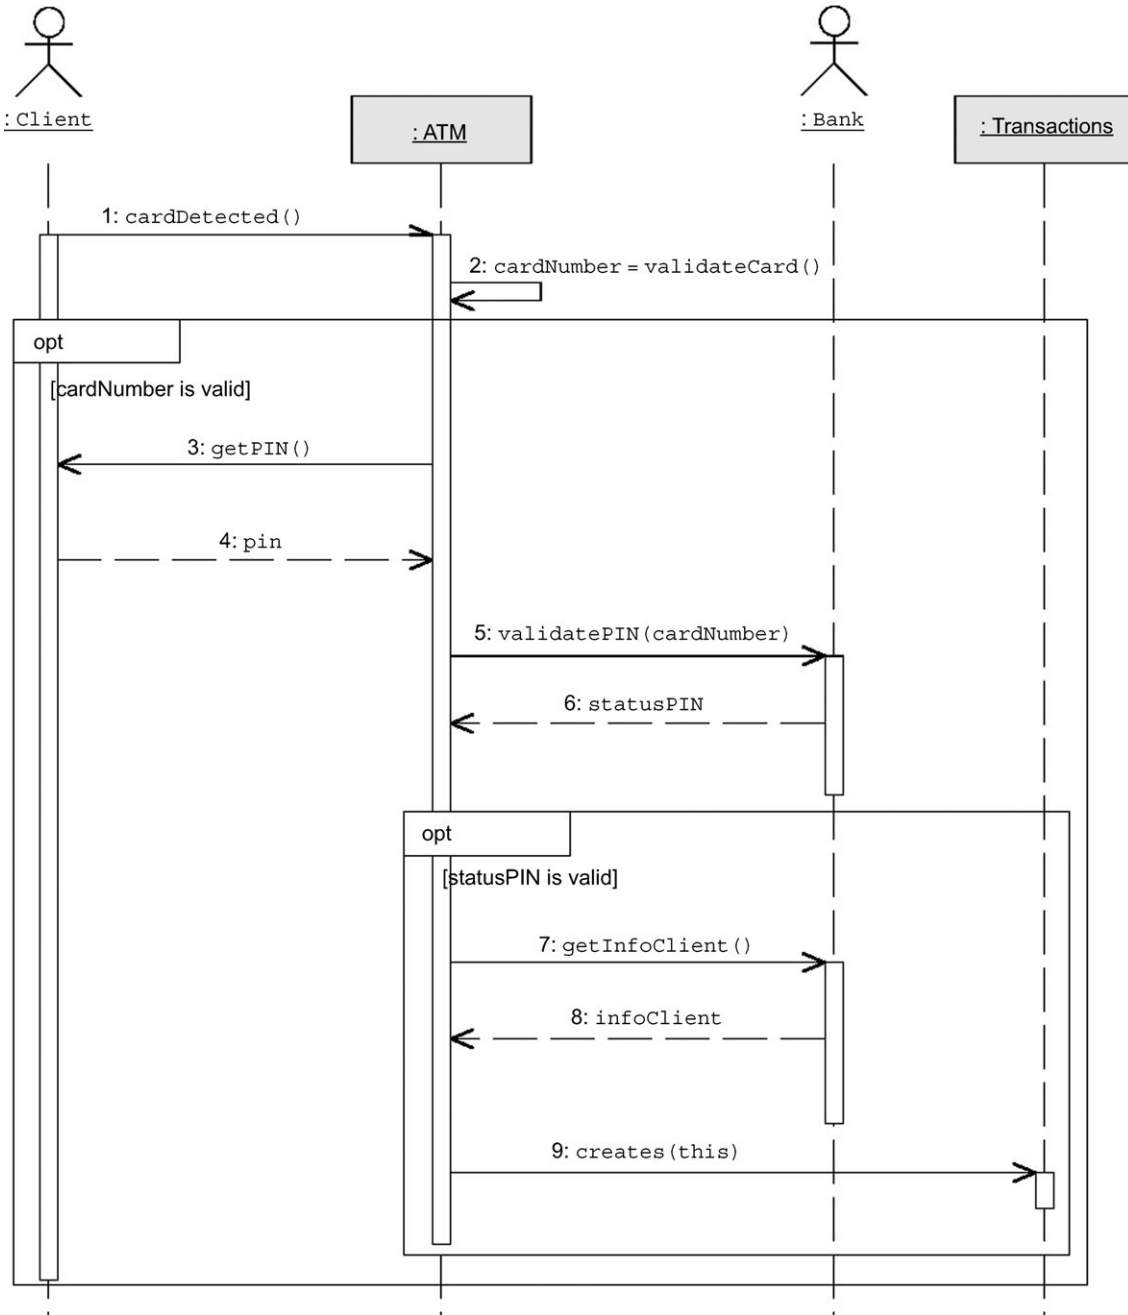 : Client
: ATM
: Bank
: Transactions
1: cardDetected()
2: cardNumber = validateCard()
opt
[cardNumber is valid]
3: getPIN()
4: pin
5: validatePIN(cardNumber)
6: statusPIN
opt
[statusPIN is valid]
7: getInfoClient()
8: infoClient
9: creates(this)